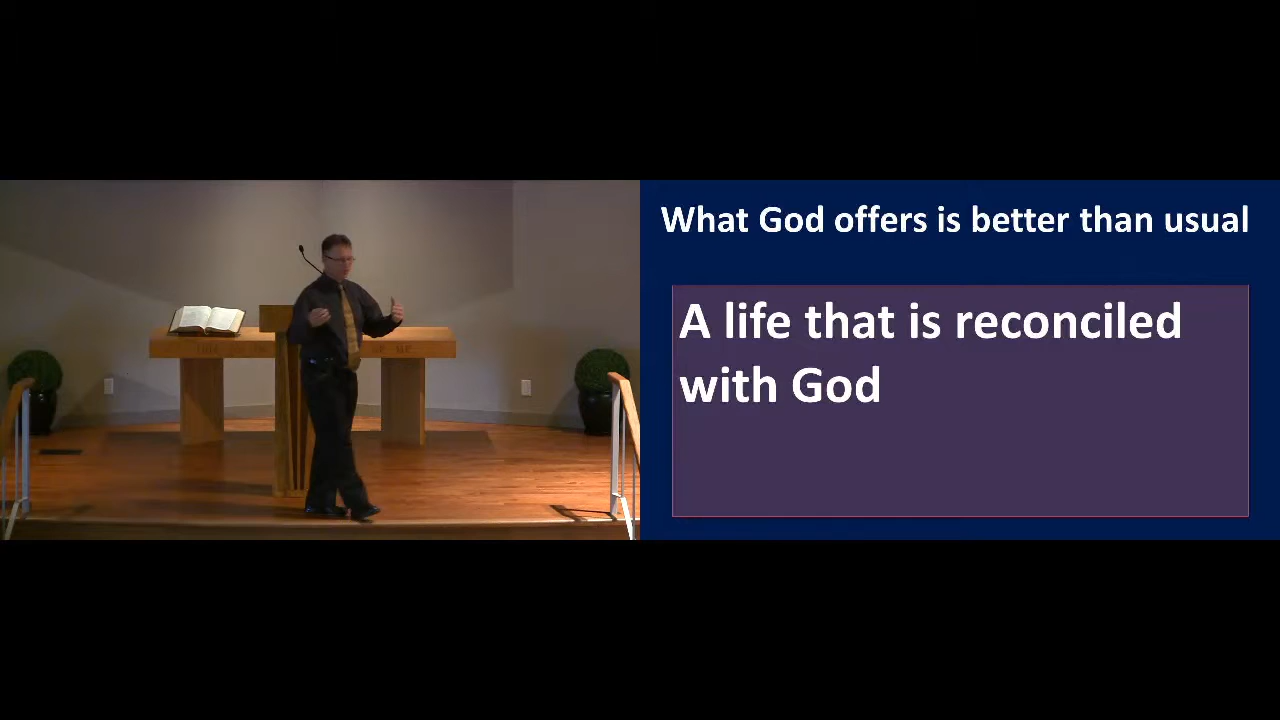 What God offers is better than usual
A life that is reconciled
with God